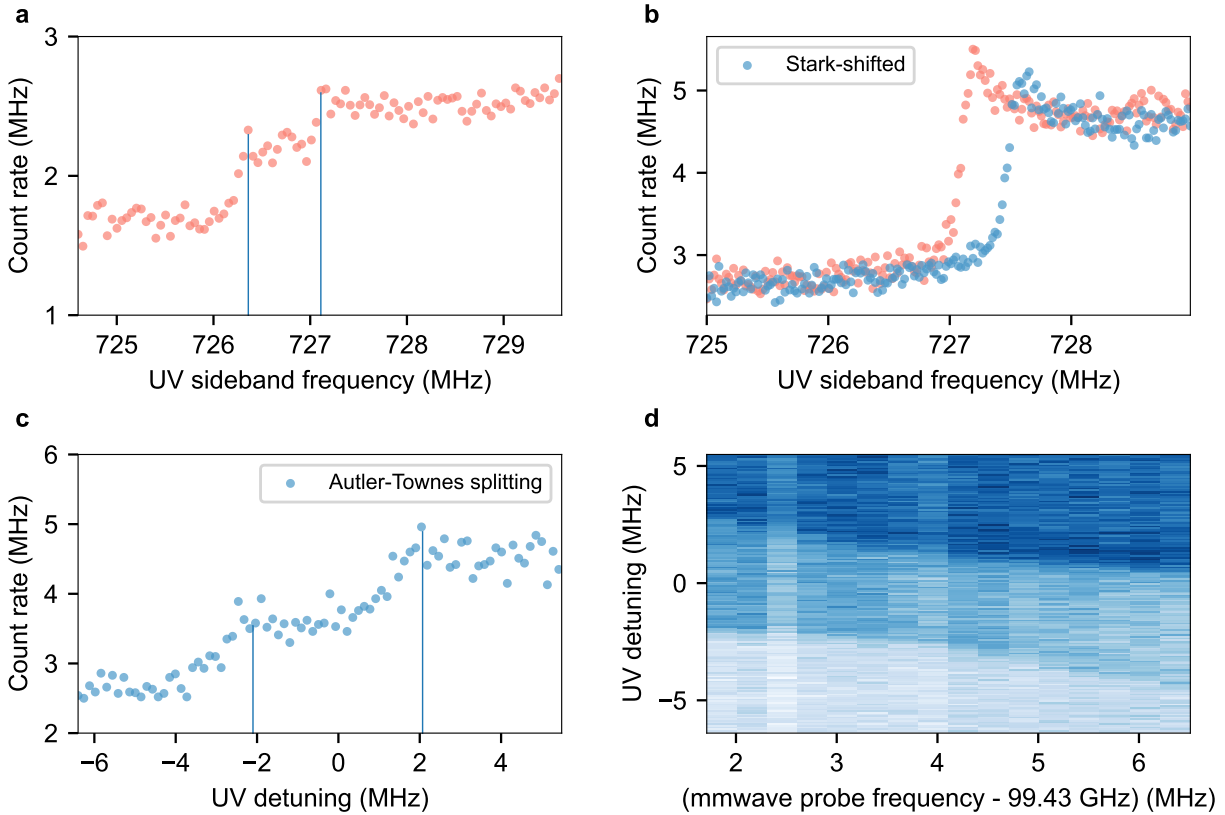 a
3
2
1
Count rate (MHz)
725 726 727 728 729
UV sideband frequency (MHz)
b
Stark-shifted
5
4
3
Count rate (MHz)
725 726 727 728
UV sideband frequency (MHz)
c
Autler-Townes splitting
6
5
4
3
2
Count rate (MHz)
−6 −4 −2 0 2 4
UV detuning (MHz)
d
5
0
−5
UV detuning (MHz)
2 3 4 5 6
(mmwave probe frequency - 99.43 GHz) (MHz)